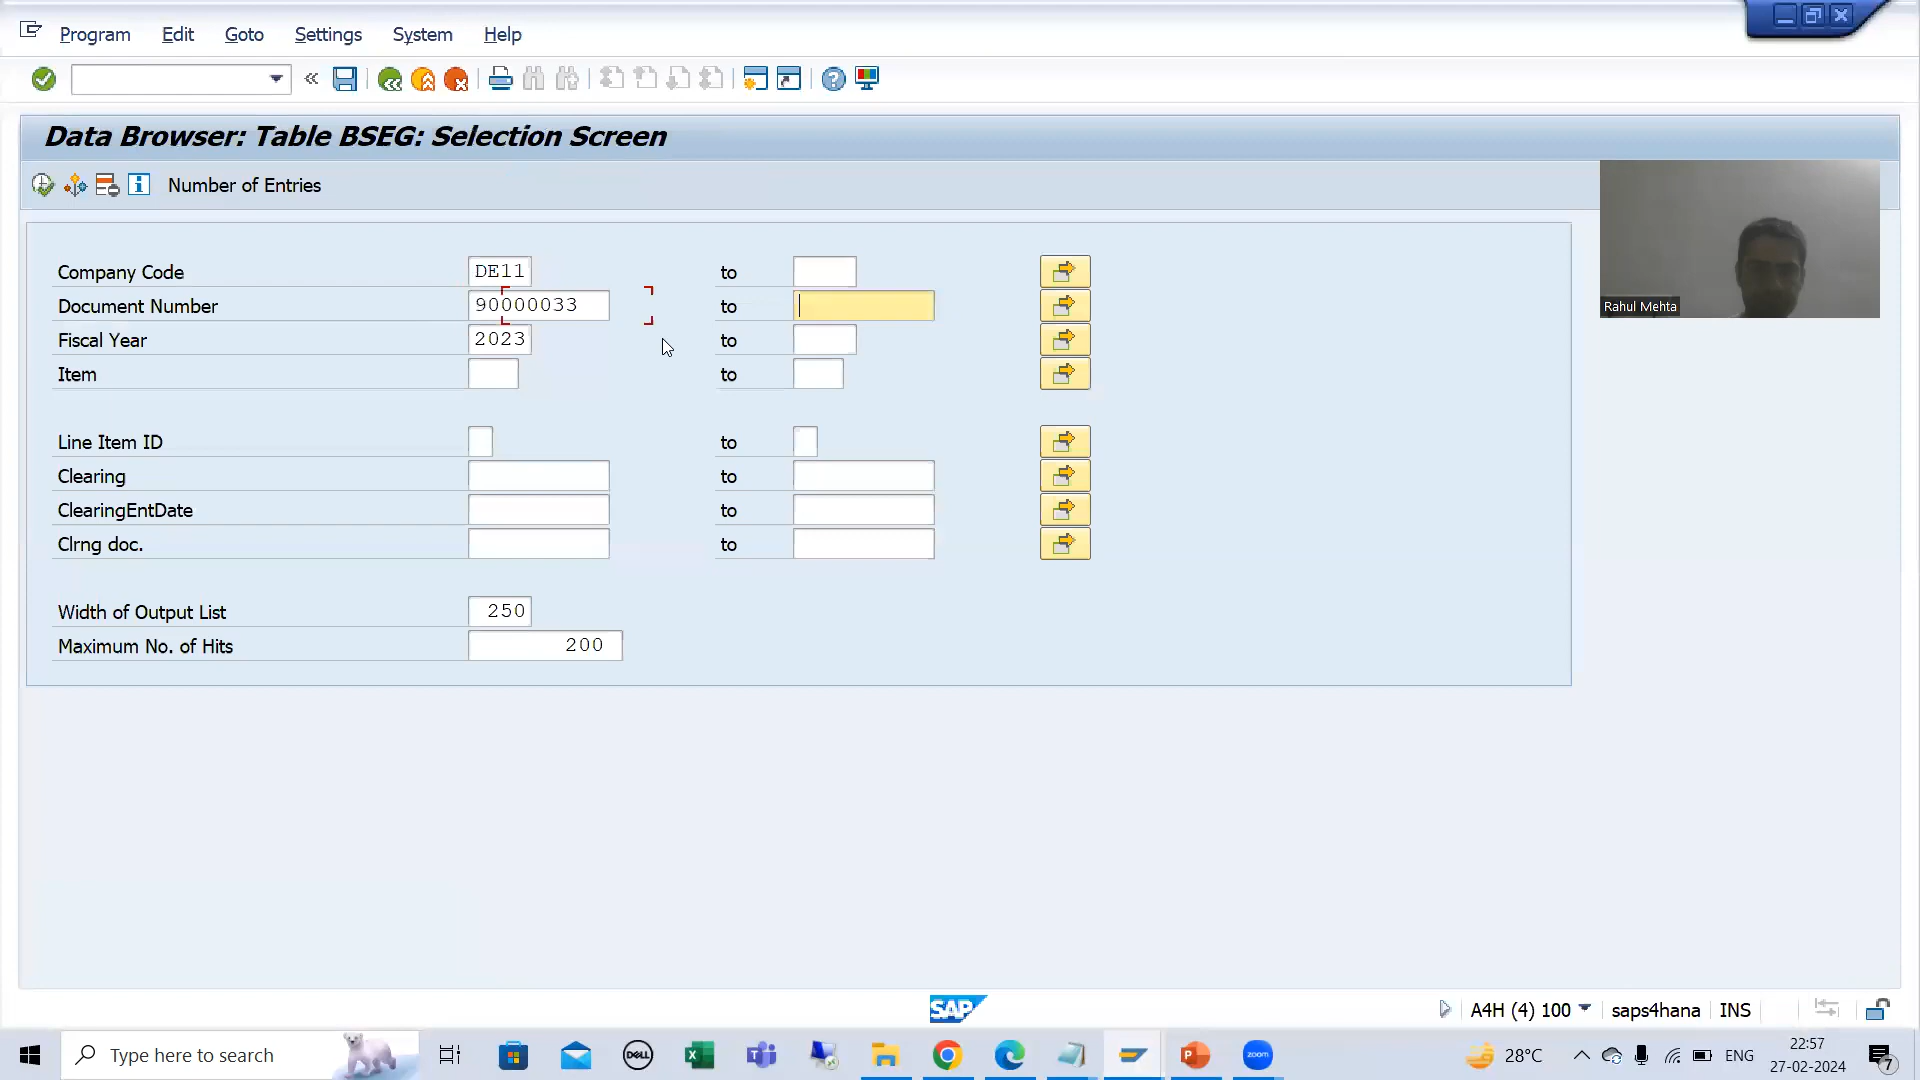 Program Edit Goto Settings System Help
Data Browser: Table BSEG: Selection Screen
Number of Entries
Company Code DE11 to
Document Number 90000033 to
Fiscal Year 2023 to
Item to
Line Item ID to
Clearing to
ClearingEntDate to
Clrng doc. to
Width of Output List 250
Maximum No. of Hits 200
Rahul Mehta
SAP
A4H (4) 100 saps4hana INS
Type here to search
DELL
zoom
28°C
ENG
22:57
27-02-2024
7